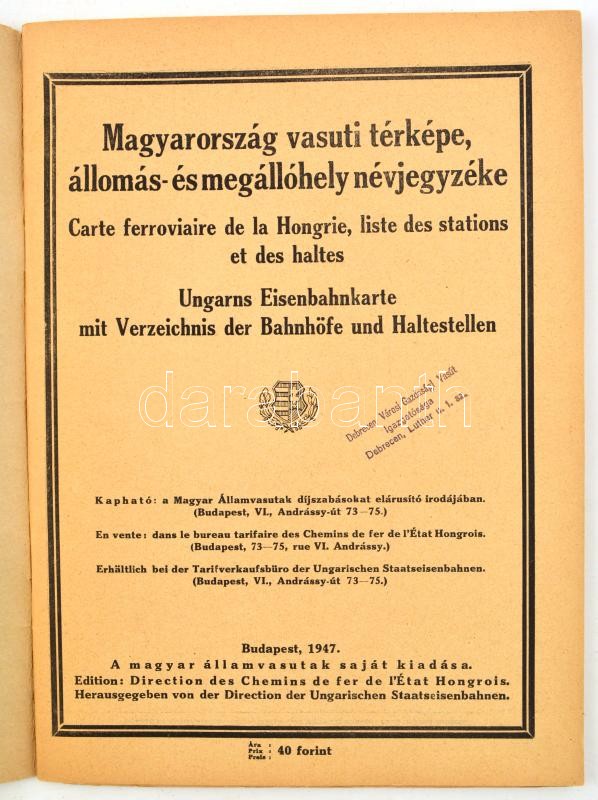 Magyarország vasuti térképe,
állomás- és megállóhely névjegyzéke
Carte ferroviaire de la Hongrie, liste des stations
et des haltes
Ungarns Eisenbahnkarte
mit Verzeichnis der Bahnhöfe und Haltestellen
darabanth
Debrecen Városi Gazdasági Vasút
Igazgatósága
Debrecen, Luther u. 1. sz.
Kapható: a Magyar Államvasutak díjszabásokat elárusító irodájában.
(Budapest, VI., Andrássy-út 73—75.)
En vente: dans le bureau tarifaire des Chemins de fer de l'État Hongrois.
(Budapest, 73—75, rue VI. Andrássy.)
Erhältlich bei der Tarifverkaufsbüro der Ungarischen Staatseisenbahnen.
(Budapest, VI., Andrássy-út 73—75.)
Budapest, 1947.
A magyar államvasutak saját kiadása.
Edition: Direction des Chemins de fer de l'État Hongrois.
Herausgegeben von der Direction der Ungarischen Staatseisenbahnen.
Ára :
Prix :
Preis :
40 forint